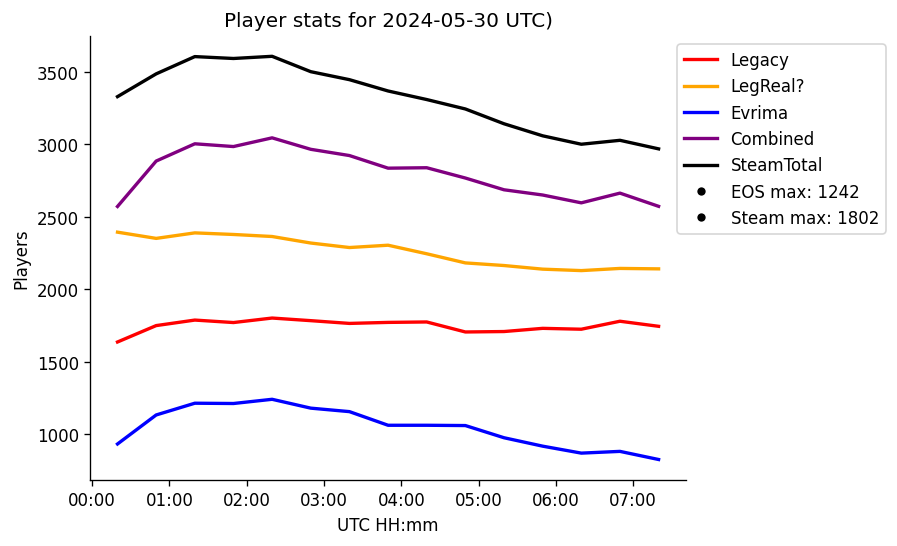 Player stats for 2024-05-30 UTC)
Legacy
LegReal?
Evrima
Combined
SteamTotal
EOS max: 1242
Steam max: 1802
Players
3500
3000
2500
2000
1500
1000
00:00 01:00 02:00 03:00 04:00 05:00 06:00 07:00
UTC HH:mm